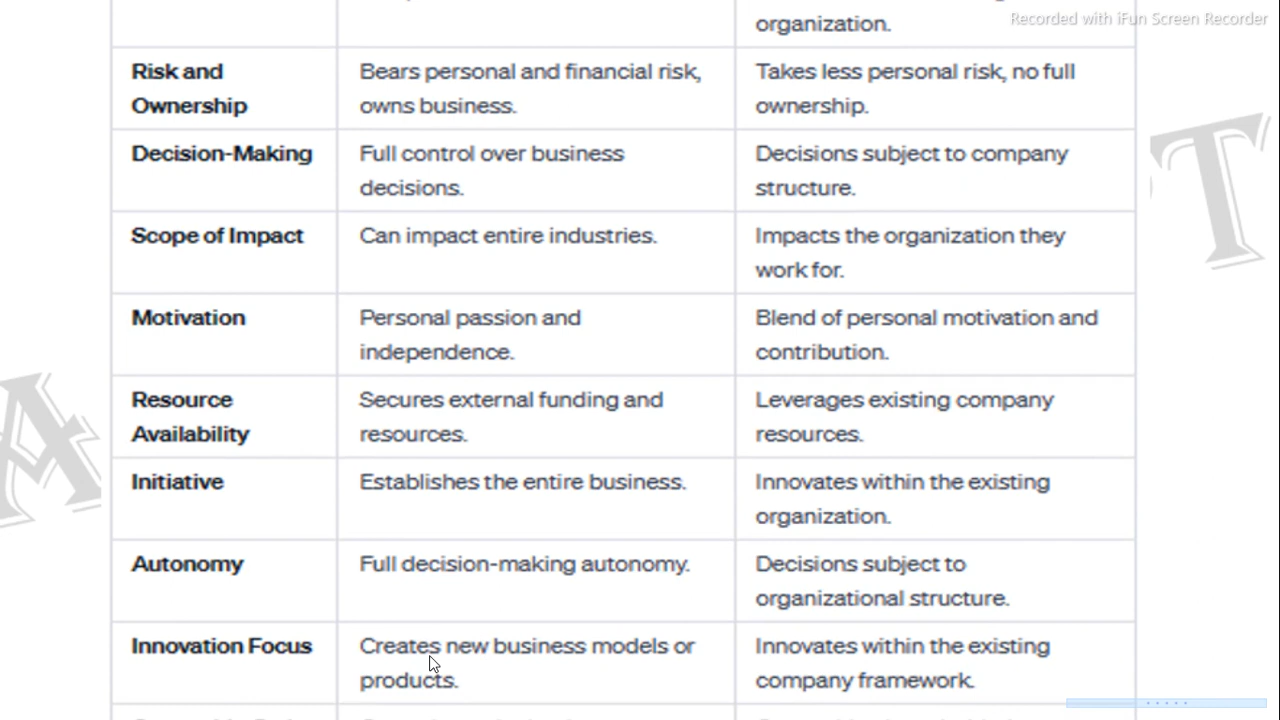 Recorded with iFun Screen Recorder
organization.
Risk and
Ownership
Bears personal and financial risk,
owns business.
Takes less personal risk, no full
ownership.
Decision-Making
Full control over business
decisions.
Decisions subject to company
structure.
Scope of Impact
Can impact entire industries.
Impacts the organization they
work for.
Motivation
Personal passion and
independence.
Blend of personal motivation and
contribution.
Resource
Availability
Secures external funding and
resources.
Leverages existing company
resources.
Initiative
Establishes the entire business.
Innovates within the existing
organization.
Autonomy
Full decision-making autonomy.
Decisions subject to
organizational structure.
Innovation Focus
Creates new business models or
products.
Innovates within the existing
company framework.
A
T